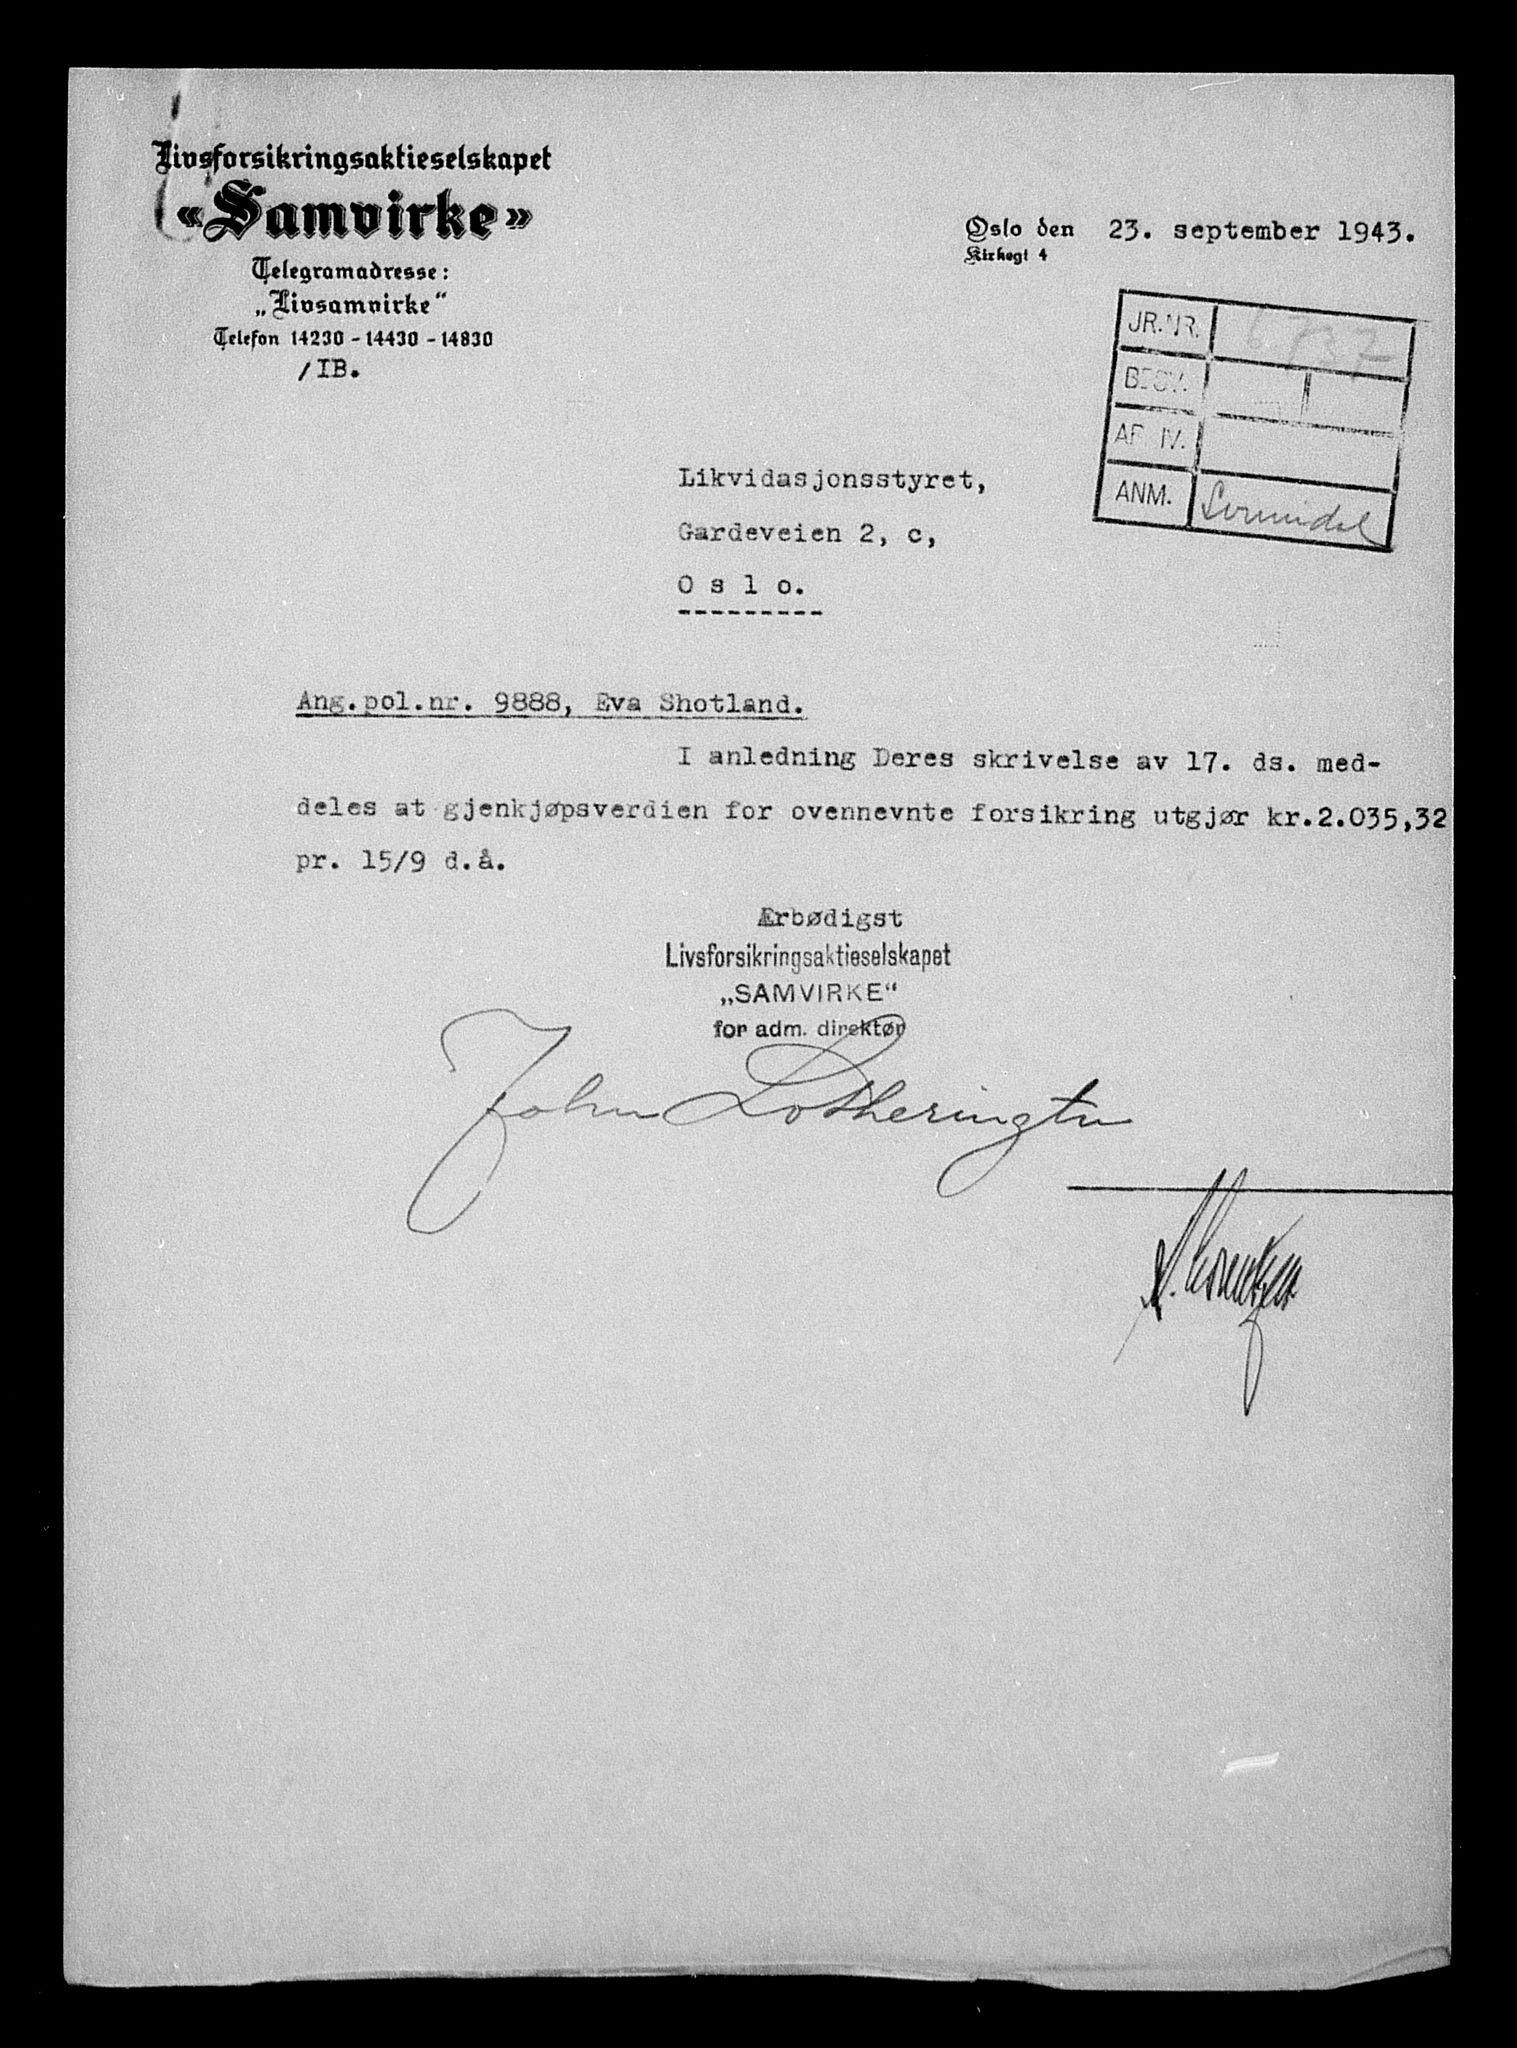 Livsforsikringsaktieselskapet
«Samvirke»
Telegramadresse:
„Livsamvirke“
Telefon 14230 - 14430 - 14830
/IB.
Oslo den 23. september 1943.
Kirkegt 4
JR.NR. 6737
BESV.
ARKIV.
ANM.
Likvidasjonsstyret,
Gardeveien 2, c,
O s l o.
---------
Ang.pol.nr. 9888, Eva Shotland.
I anledning Deres skrivelse av 17. ds. med-
deles at gjenkjøpsverdien for ovennevnte forsikring utgjør kr.2.035,32
pr. 15/9 d.å.
Ærbødigst
Livsforsikringsaktieselskapet
„SAMVIRKE“
for adm. direktør
John Lotherington